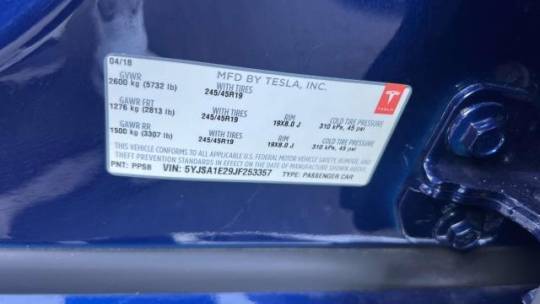 04/18 MFD BY TESLA, INC.
GVWR
2600 kg (5732 lb) WITH TIRES 245/45R19
GAWR FRT WITH TIRES RIM COLD TIRE PRESSURE
1276 kg (2813 lb) 245/45R19 19X8.0 J 310 kPa, 45 psi
GAWR RR WITH TIRES RIM COLD TIRE PRESSURE
1500 kg (3307 lb) 245/45R19 19X8.0 J 310 kPa, 45 psi
THIS VEHICLE CONFORMS TO ALL APPLICABLE U.S. FEDERAL MOTOR VEHICLE SAFETY, BUMPER, AND
THEFT PREVENTION STANDARDS IN EFFECT ON THE DATE OF MANUFACTURE SHOWN ABOVE.
PNT: PPSB VIN: 5YJSA1E29JF253357 TYPE: PASSENGER CAR